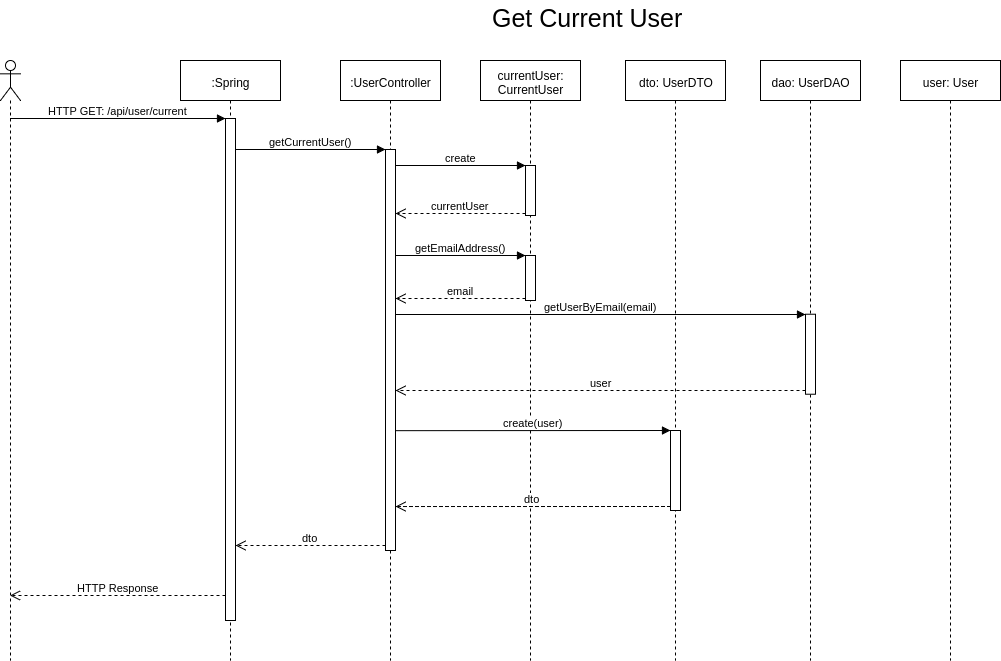 Get Current User
:Spring
:UserController
currentUser:
CurrentUser
dto: UserDTO
dao: UserDAO
user: User
HTTP GET: /api/user/current
getCurrentUser()
create
currentUser
getEmailAddress()
email
getUserByEmail(email)
user
create(user)
dto
dto
HTTP Response